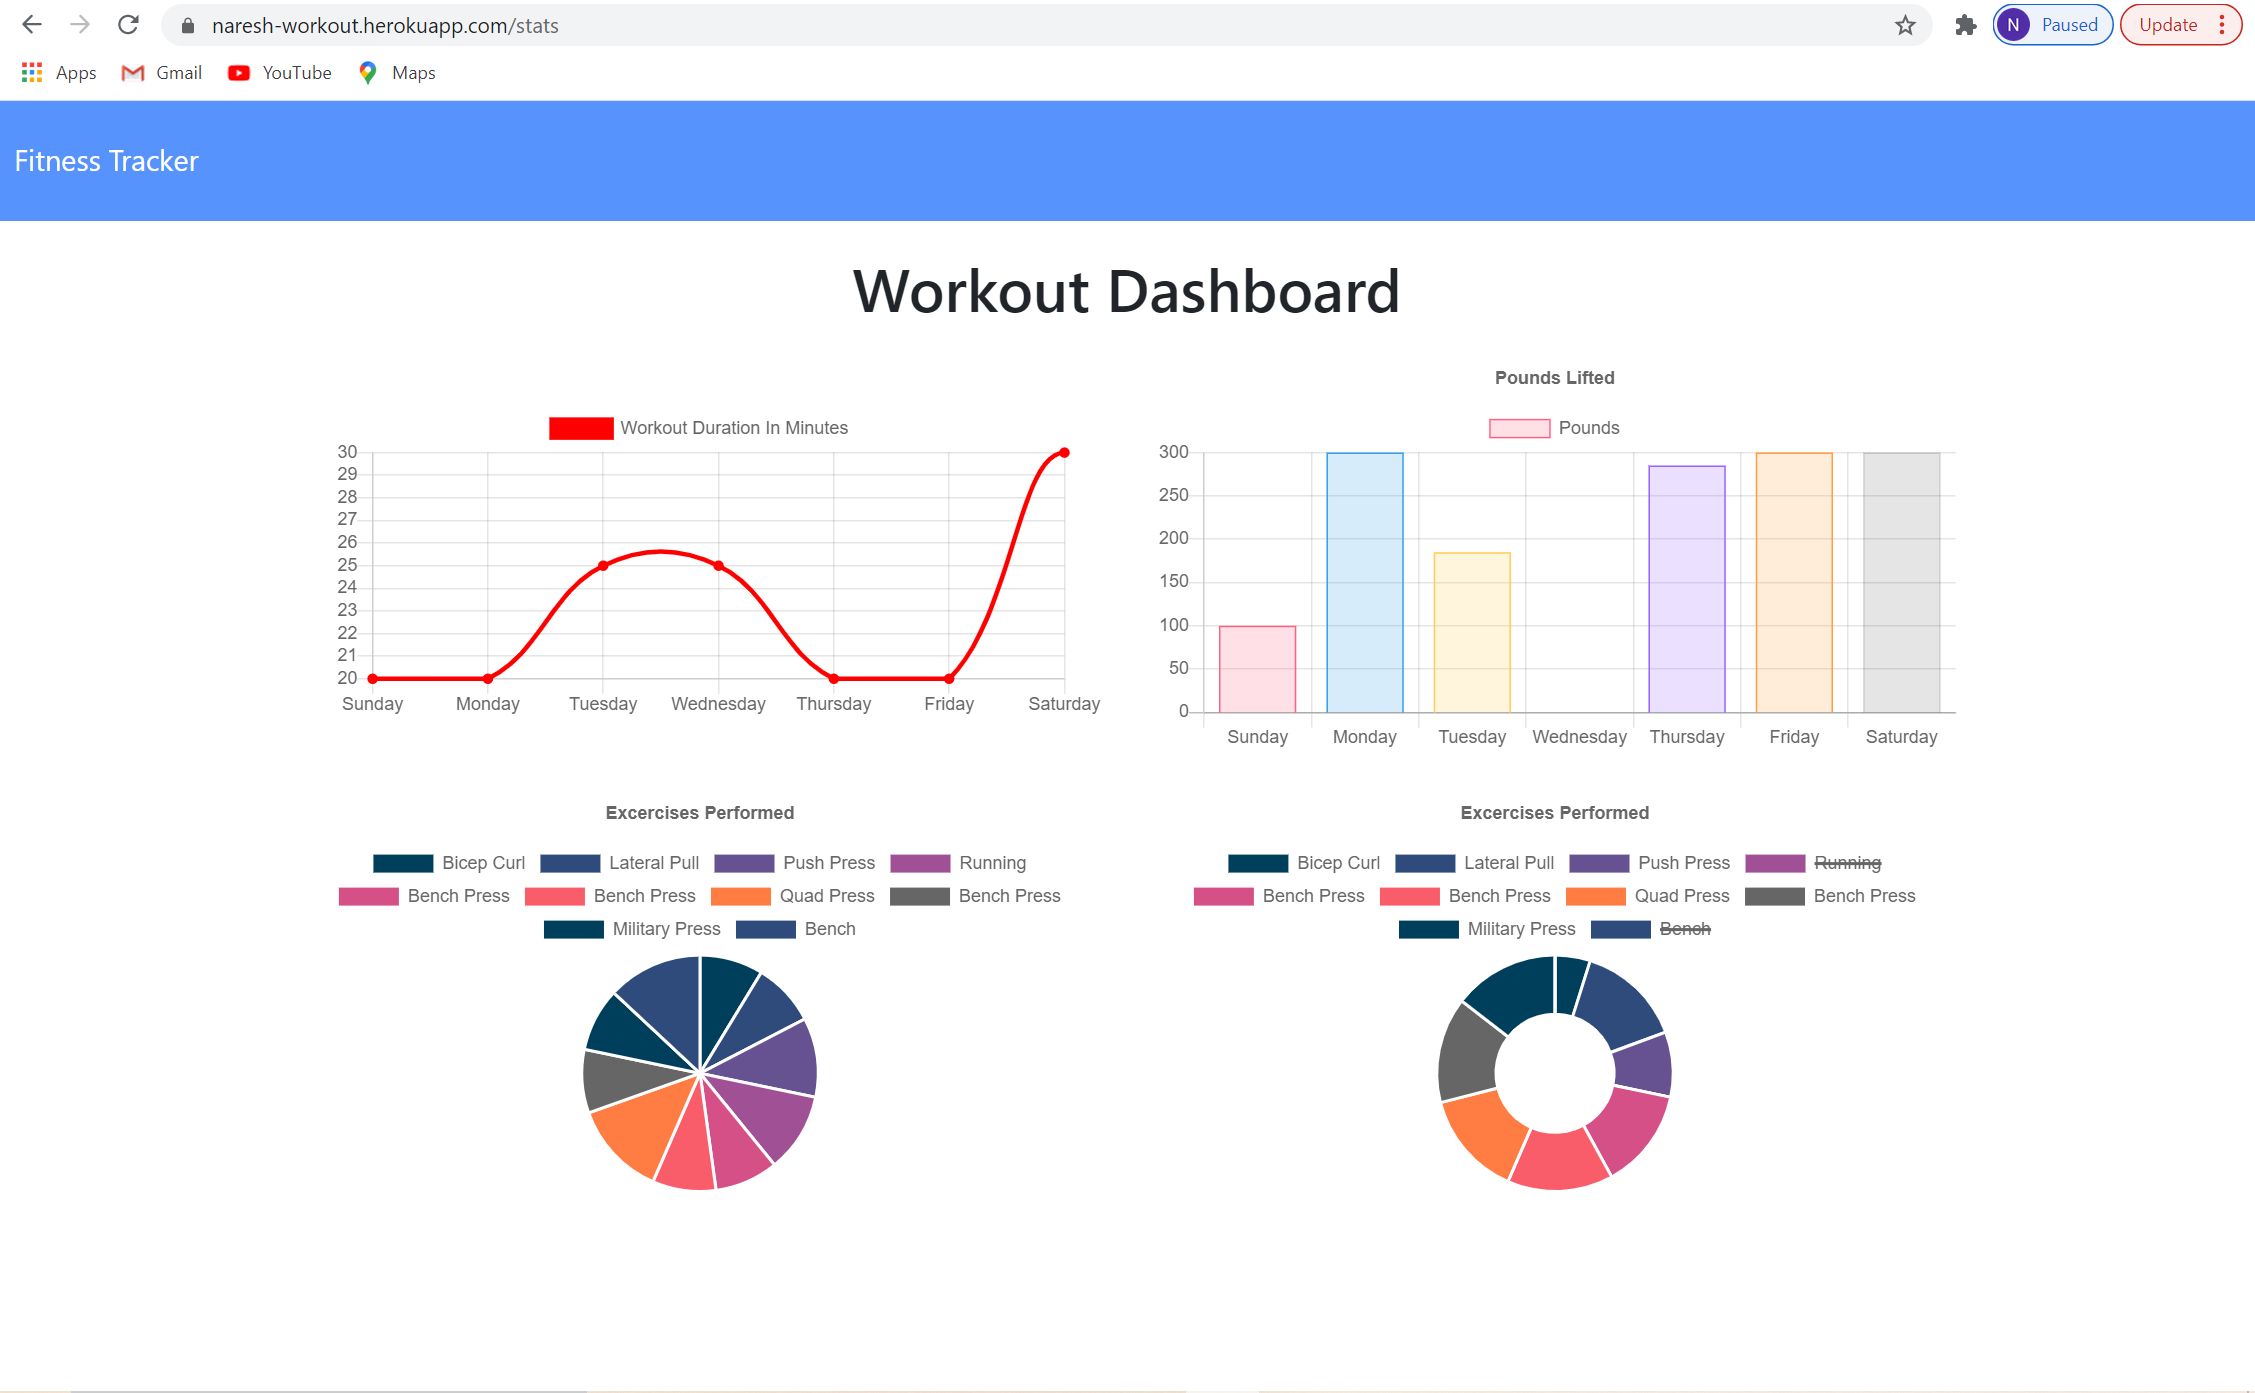 naresh-workout.herokuapp.com/stats
N Paused Update
Apps Gmail YouTube Maps
Fitness Tracker
Workout Dashboard
Workout Duration In Minutes
30
29
28
27
26
25
24
23
22
21
20
Sunday Monday Tuesday Wednesday Thursday Friday Saturday
Pounds Lifted
Pounds
300
250
200
150
100
50
0
Sunday Monday Tuesday Wednesday Thursday Friday Saturday
Excercises Performed
Bicep Curl Lateral Pull Push Press Running
Bench Press Bench Press Quad Press Bench Press
Military Press Bench
Excercises Performed
Bicep Curl Lateral Pull Push Press Running
Bench Press Bench Press Quad Press Bench Press
Military Press Bench